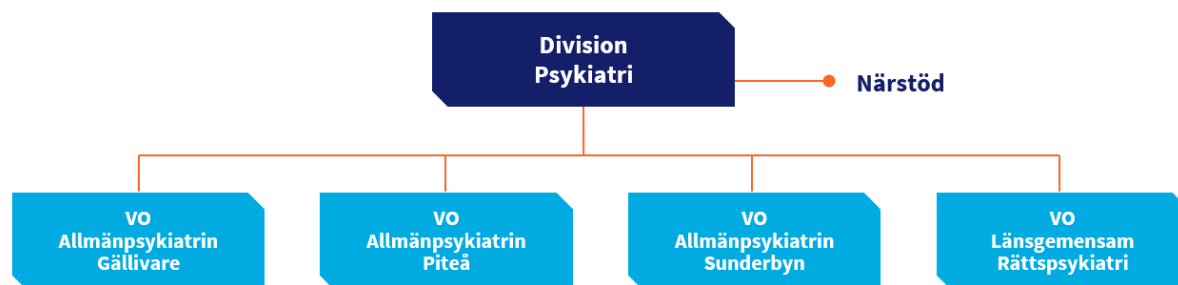 Division
Psykiatri
Närstöd
VO
Allmänpsykiatrin
Gällivare
VO
Allmänpsykiatrin
Piteå
VO
Allmänpsykiatrin
Sunderbyn
VO
Länsgemensam
Rättspsykiatri